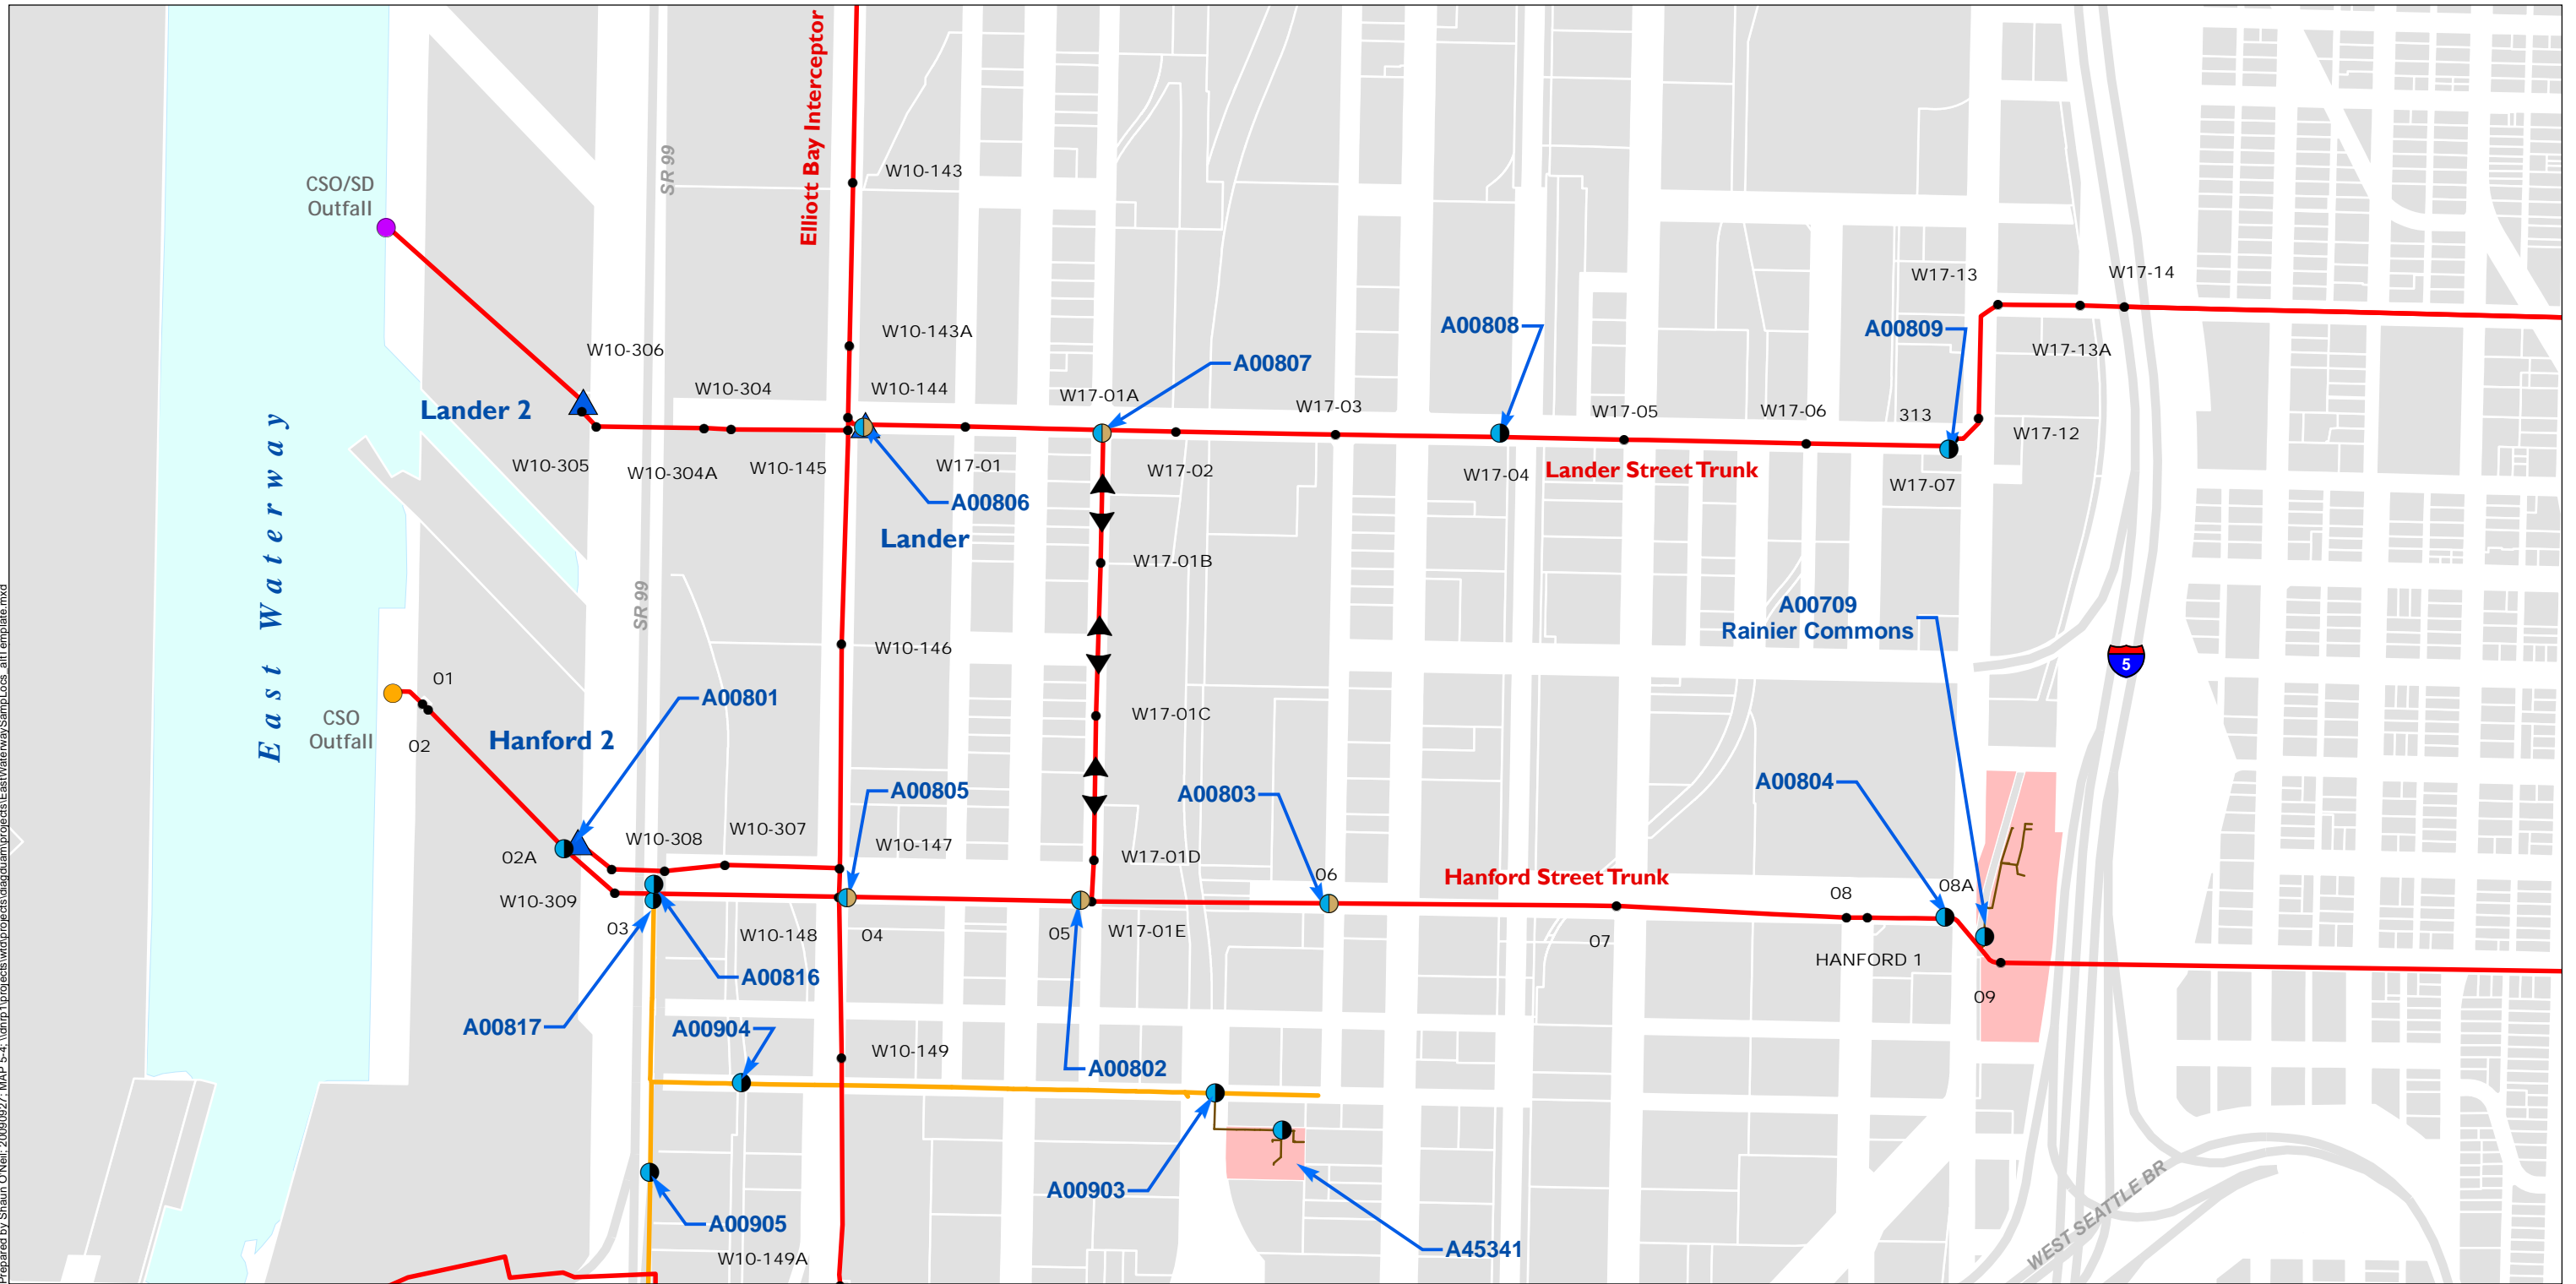 Elliott Bay Interceptor
SR 99
W10-143
CSO/SD
Outfall
W17-13
W17-14
A00808
A00809
W10-143A
W10-306
W17-13A
A00807
W10-304
W10-144
W17-01A
W17-03
W17-05
W17-06
313
Lander 2
W17-12
W10-305
W10-304A
W10-145
W17-01
W17-02
W17-04
Lander Street Trunk
W17-07
A00806
Lander
East Waterway
W17-01B
SR 99
A00709
Rainier Commons
W10-146
5
01
A00801
W17-01C
CSO
Outfall
02
Hanford 2
A00804
A00805
A00803
W10-308
W10-307
W10-147
02A
W17-01D
06
Hanford Street Trunk
08
08A
W10-309
03
W10-148
04
05
W17-01E
07
HANFORD 1
A00816
09
A00817
A00904
W10-149
A00802
A00903
WEST SEATTLE BR
A00905
A45341
W10-149A